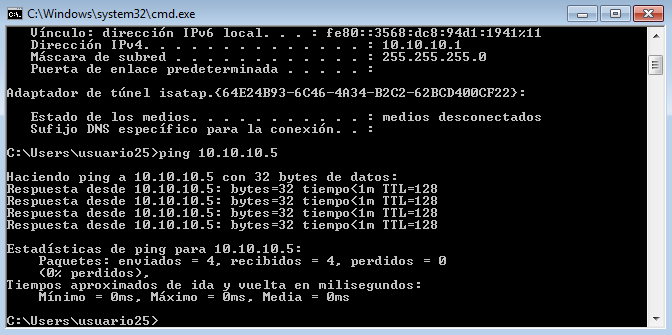 C:\Windows\system32\cmd.exe
Vínculo: dirección IPv6 local. . . : fe80::3568:dc8:94d1:1941%11
Dirección IPv4. . . . . . . . . . . . . . : 10.10.10.1
Máscara de subred . . . . . . . . . . . . : 255.255.255.0
Puerta de enlace predeterminada . . . . . :
Adaptador de túnel isatap.{64E24B93-6C46-4A34-B2C2-62BCD400CF22}:
Estado de los medios. . . . . . . . . . . : medios desconectados
Sufijo DNS específico para la conexión. . :
C:\Users\usuario25>ping 10.10.10.5
Haciendo ping a 10.10.10.5 con 32 bytes de datos:
Respuesta desde 10.10.10.5: bytes=32 tiempo<1m TTL=128
Respuesta desde 10.10.10.5: bytes=32 tiempo<1m TTL=128
Respuesta desde 10.10.10.5: bytes=32 tiempo<1m TTL=128
Respuesta desde 10.10.10.5: bytes=32 tiempo<1m TTL=128
Estadísticas de ping para 10.10.10.5:
Paquetes: enviados = 4, recibidos = 4, perdidos = 0
(0% perdidos),
Tiempos aproximados de ida y vuelta en milisegundos:
Mínimo = 0ms, Máximo = 0ms, Media = 0ms
C:\Users\usuario25>